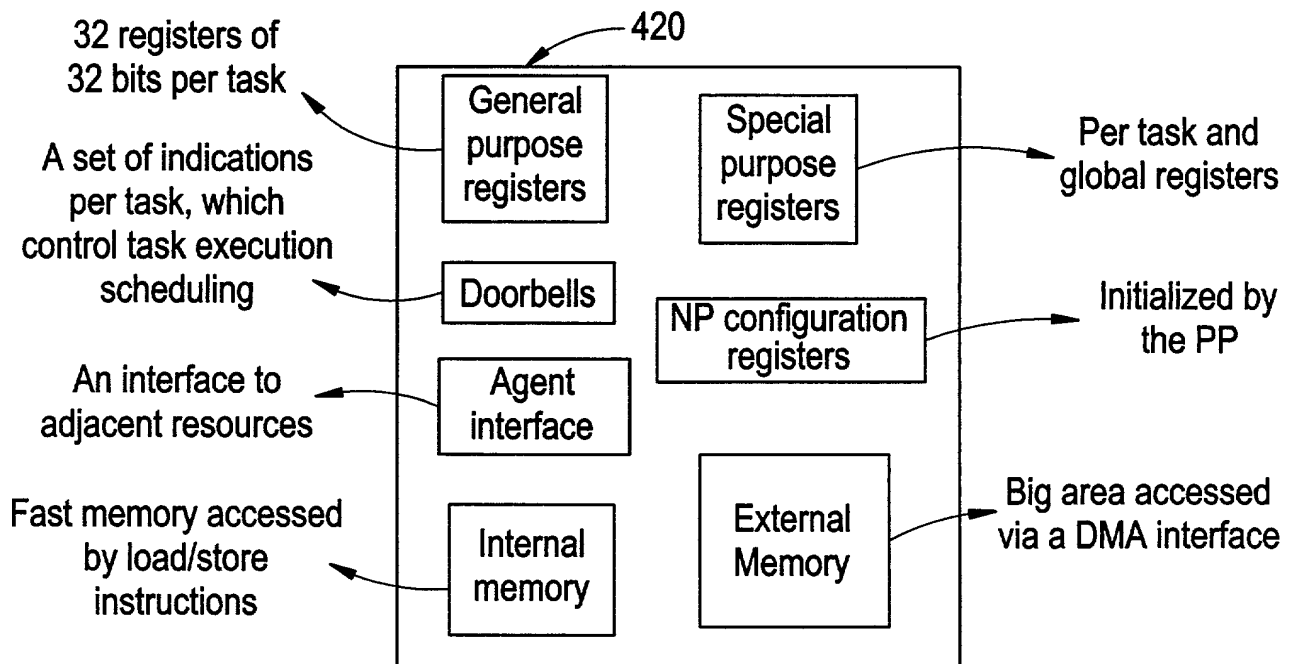 420
32 registers of
32 bits per task
General
purpose
registers
Special
purpose
registers
Per task and
global registers
A set of indications
per task, which
control task execution
scheduling
Doorbells
NP configuration
registers
Initialized by
the PP
An interface to
adjacent resources
Agent
interface
Fast memory accessed
by load/store
instructions
Internal
memory
External
Memory
Big area accessed
via a DMA interface